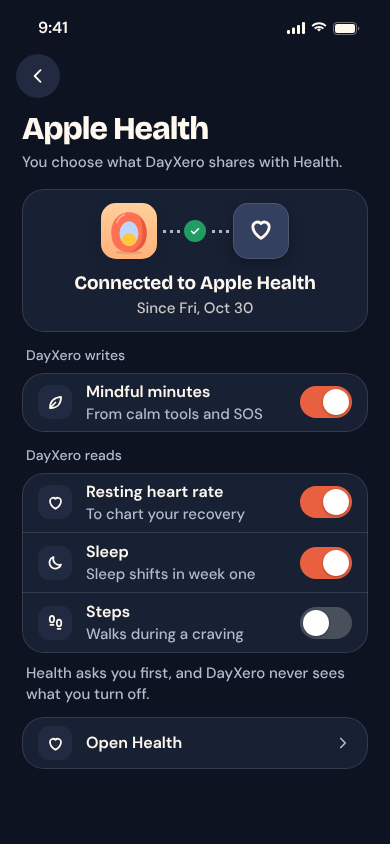 9:41
Apple Health
You choose what DayXero shares with Health.
Connected to Apple Health
Since Fri, Oct 30
DayXero writes
Mindful minutes
From calm tools and SOS
DayXero reads
Resting heart rate
To chart your recovery
Sleep
Sleep shifts in week one
Steps
Walks during a craving
Health asks you first, and DayXero never sees
what you turn off.
Open Health